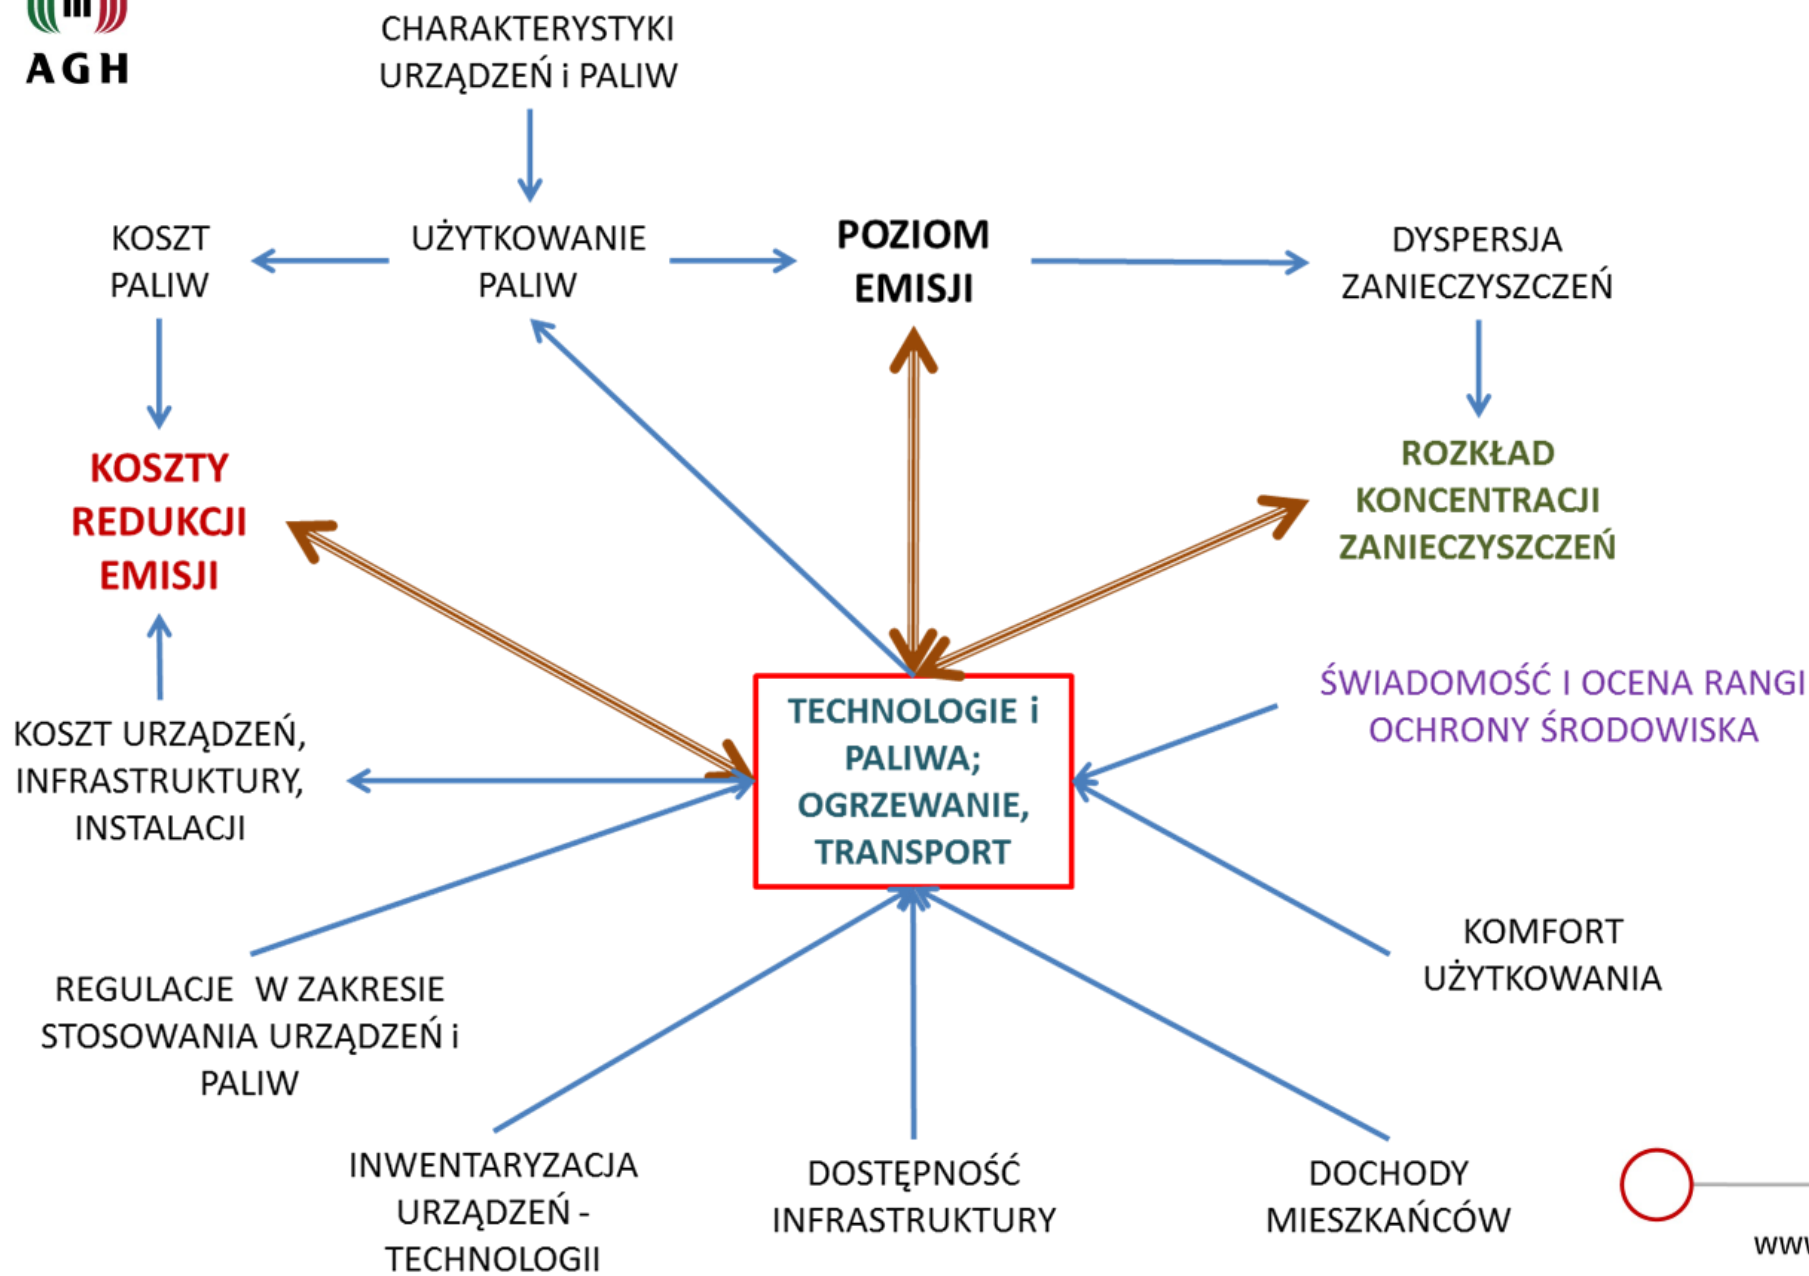 AGH
CHARAKTERYSTYKI
URZĄDZEŃ i PALIW
KOSZT
PALIW
UŻYTKOWANIE
PALIW
POZIOM
EMISJI
DYSPERSJA
ZANIECZYSZCZEŃ
KOSZTY
REDUKCJI
EMISJI
ROZKŁAD
KONCENTRACJI
ZANIECZYSZCZEŃ
KOSZT URZĄDZEŃ,
INFRASTRUKTURY,
INSTALACJI
TECHNOLOGIE i
PALIWA;
OGRZEWANIE,
TRANSPORT
ŚWIADOMOŚĆ I OCENA RANGI
OCHRONY ŚRODOWISKA
REGULACJE W ZAKRESIE
STOSOWANIA URZĄDZEŃ i
PALIW
KOMFORT
UŻYTKOWANIA
INWENTARYZACJA
URZĄDZEŃ -
TECHNOLOGII
DOSTĘPNOŚĆ
INFRASTRUKTURY
DOCHODY
MIESZKAŃCÓW